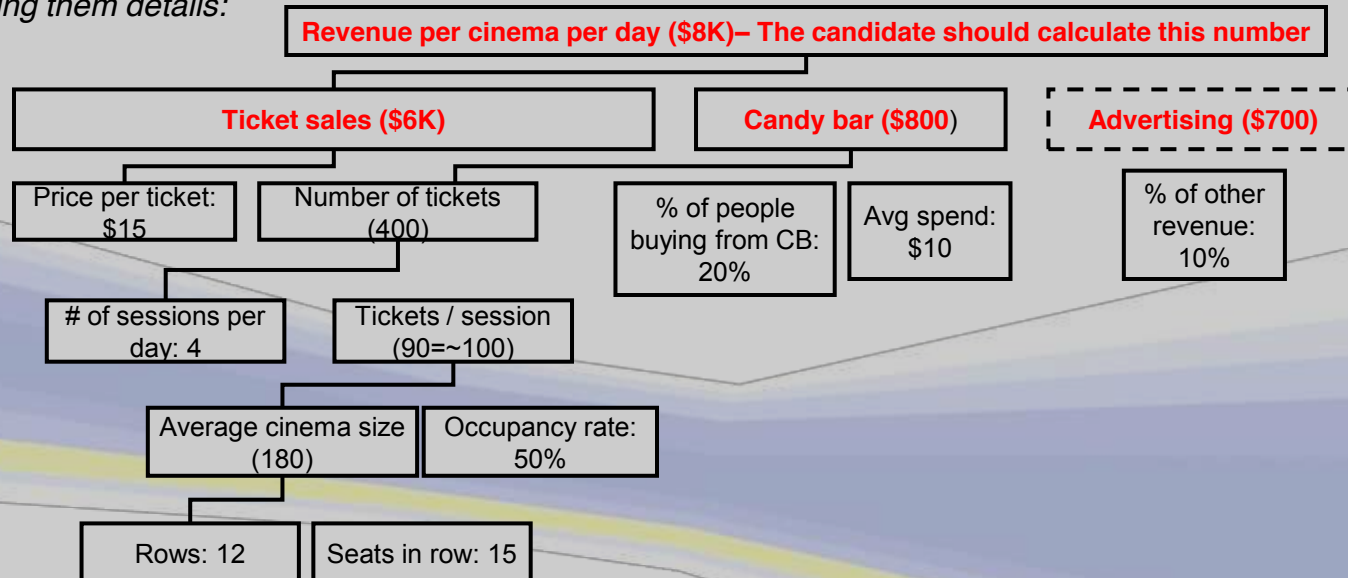 ing them details:
Revenue per cinema per day ($8K)– The candidate should calculate this number
Ticket sales ($6K)
Candy bar ($800)
Advertising ($700)
Price per ticket:
$15
Number of tickets
(400)
% of people
buying from CB:
20%
Avg spend:
$10
% of other
revenue:
10%
# of sessions per
day: 4
Tickets / session
(90=~100)
Average cinema size
(180)
Occupancy rate:
50%
Rows: 12
Seats in row: 15